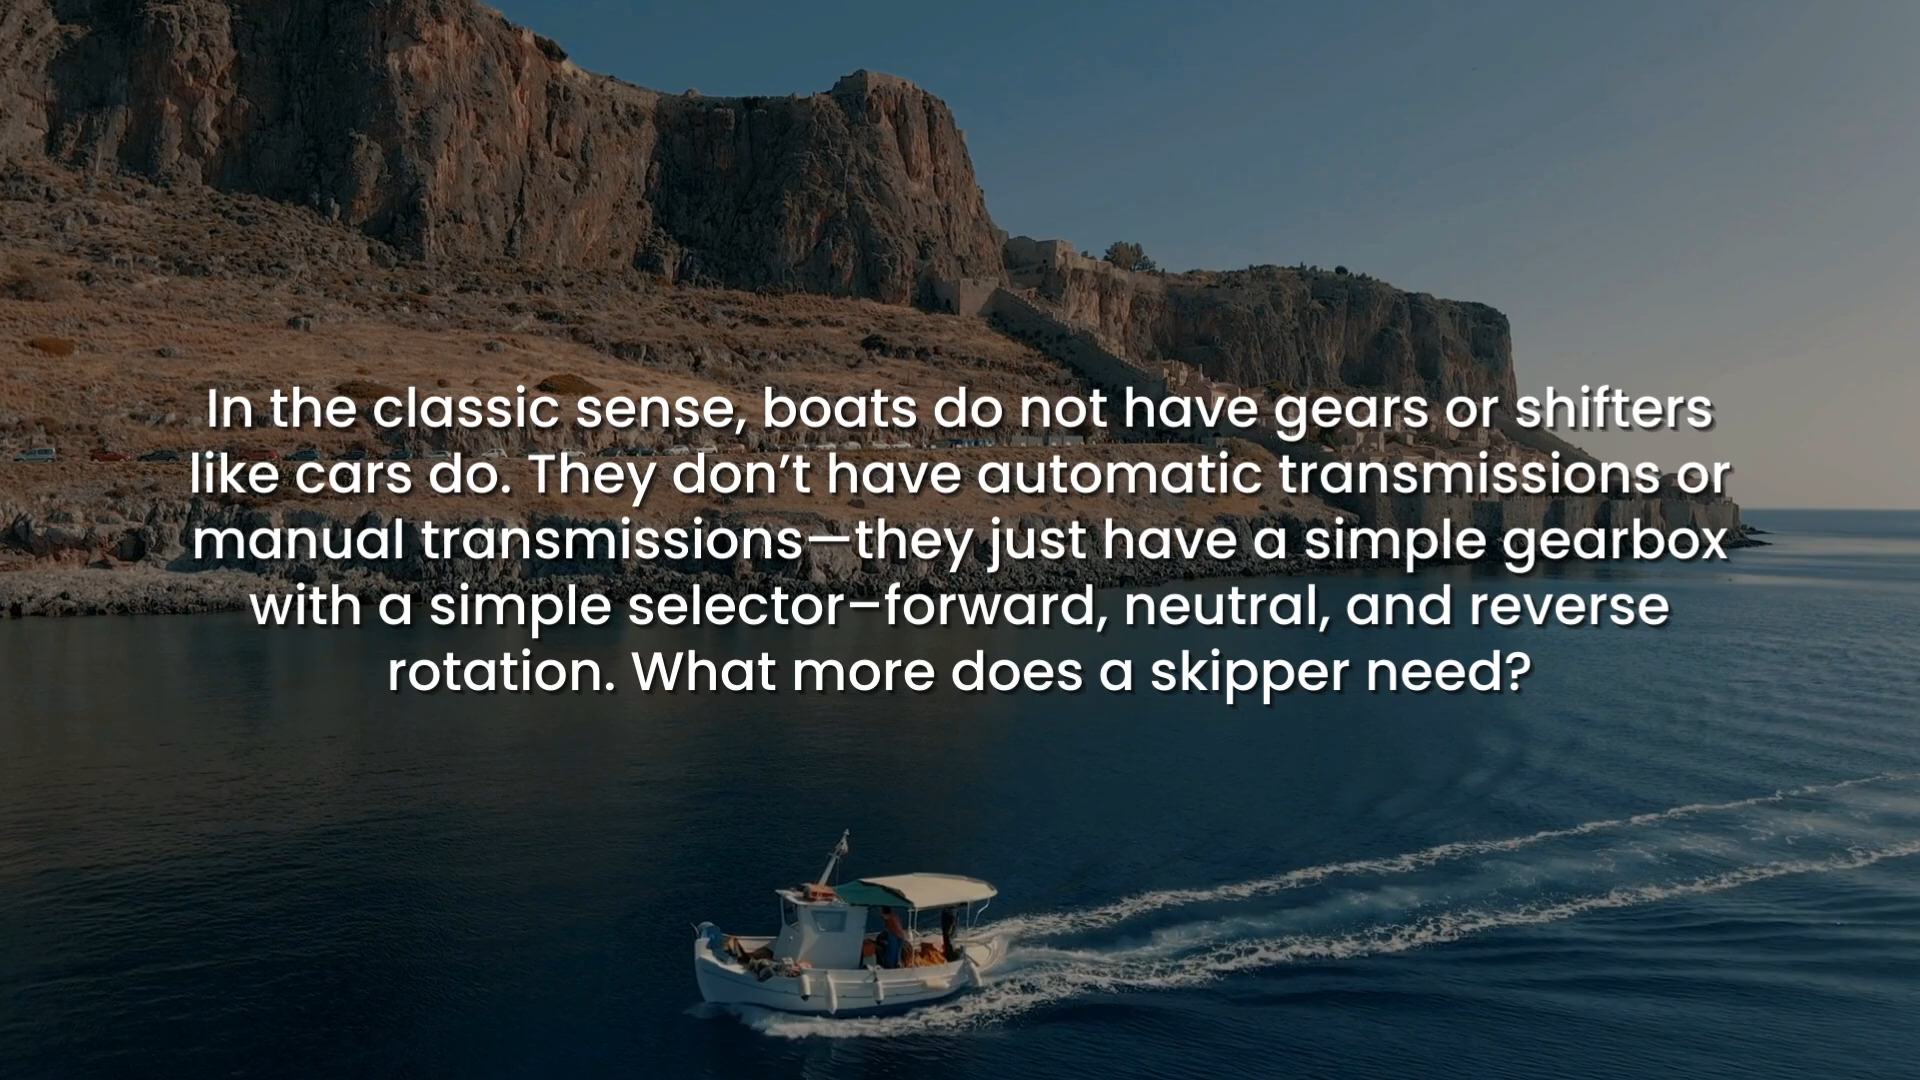 In the classic sense, boats do not have gears or shifters
like cars do. They don’t have automatic transmissions or
manual transmissions—they just have a simple gearbox
with a simple selector–forward, neutral, and reverse
rotation. What more does a skipper need?